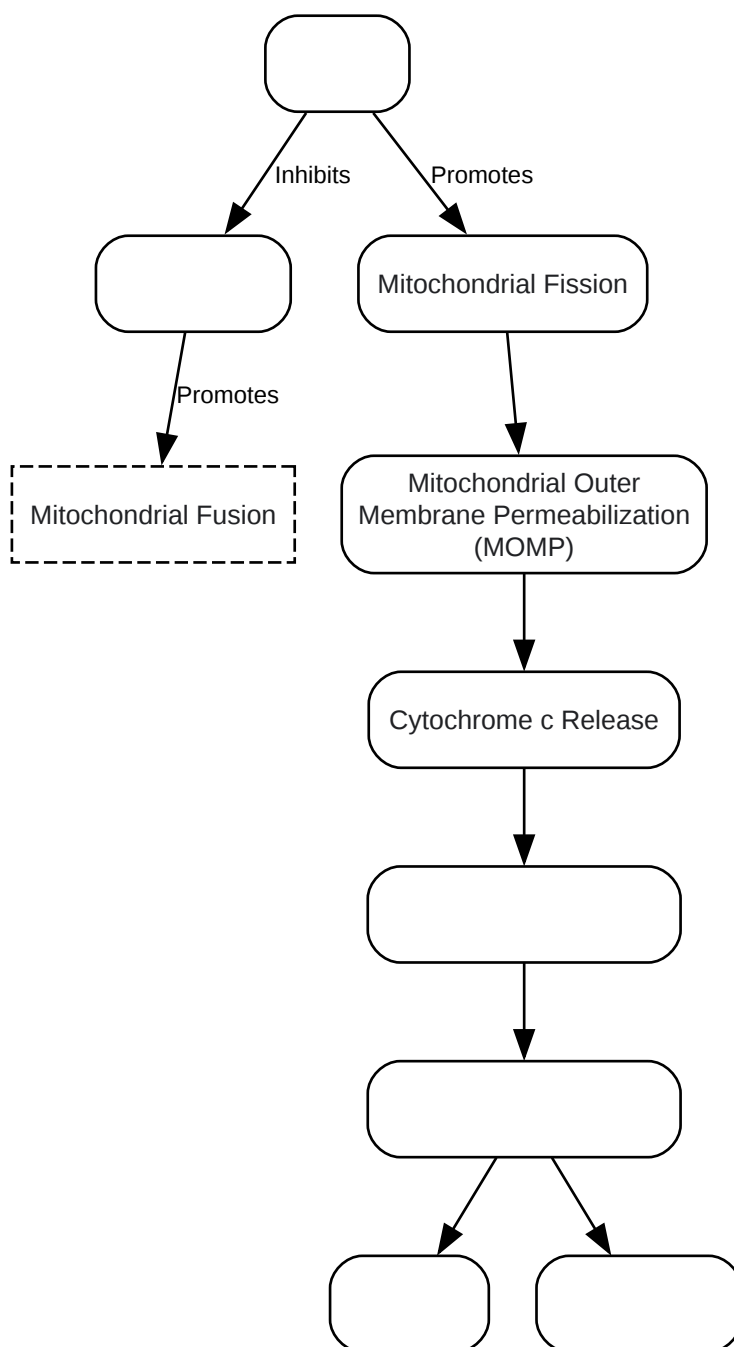 Inhibits
Promotes
Mitochondrial Fission
Promotes
Mitochondrial Fusion
Mitochondrial Outer
Membrane Permeabilization
(MOMP)
Cytochrome c Release